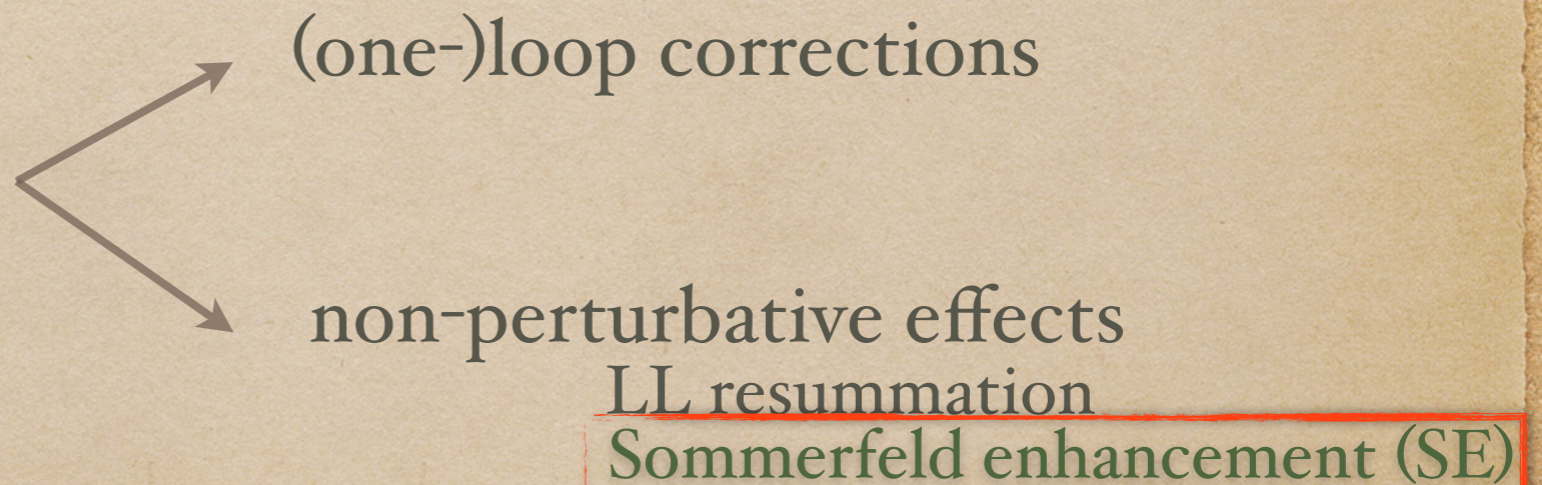 (one-)loop corrections
non-perturbative effects
LL resummation
Sommerfeld enhancement (SE)